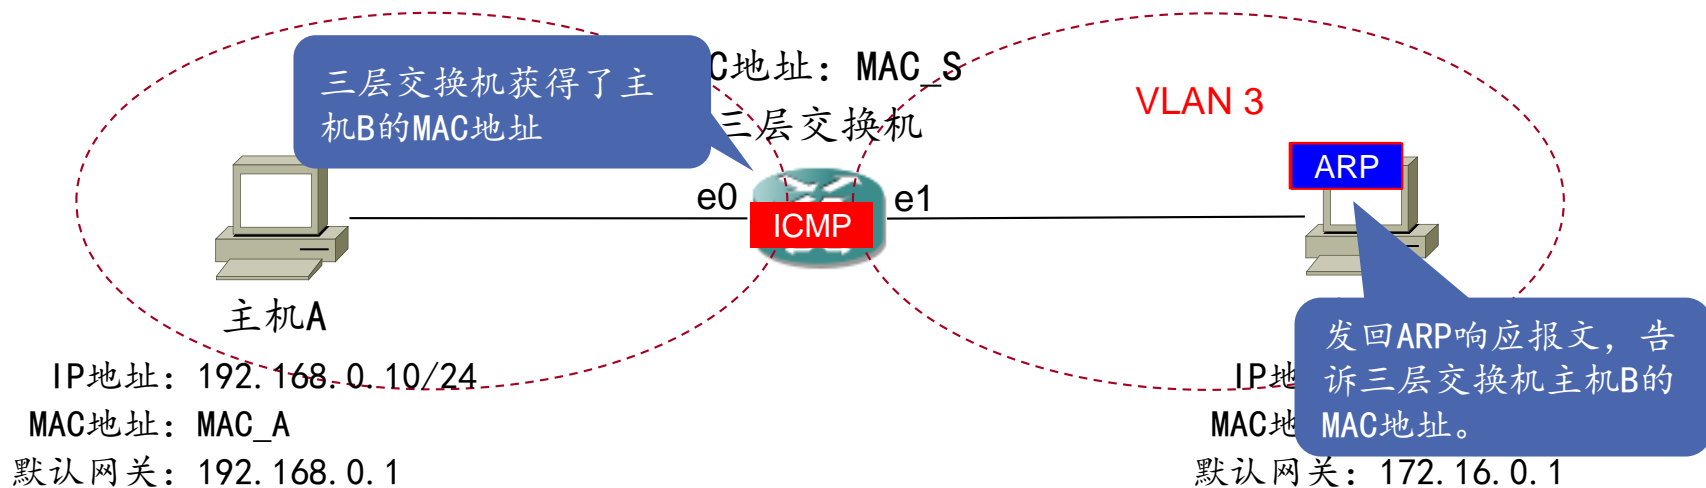 三层交换机获得了主
机B的MAC地址
C地址：MAC_S
三层交换机
VLAN 3
ARP
e0
e1
ICMP
主机A
IP地址：192.168.0.10/24
MAC地址：MAC_A
默认网关：192.168.0.1
发回ARP响应报文，告
诉三层交换机主机B的
MAC地址。
IP地
MAC地
默认网关：172.16.0.1